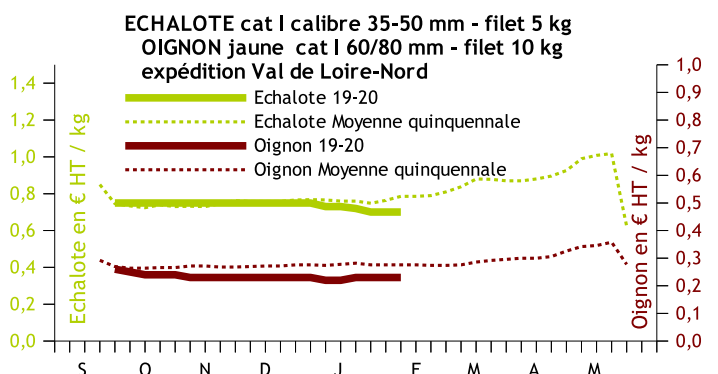 ECHALOTE cat I calibre 35-50 mm - filet 5 kg
OIGNON jaune cat I 60/80 mm - filet 10 kg
expédition Val de Loire-Nord
Echalote 19-20
Echalote Moyenne quinquennale
Oignon 19-20
Oignon Moyenne quinquennale
Echalote en € HT / kg
1,4
1,2
1,0
0,8
0,6
0,4
0,2
0,0
Oignon en € HT / kg
1,0
0,9
0,8
0,7
0,6
0,5
0,4
0,3
0,2
0,1
0,0
S O N D J F M A M